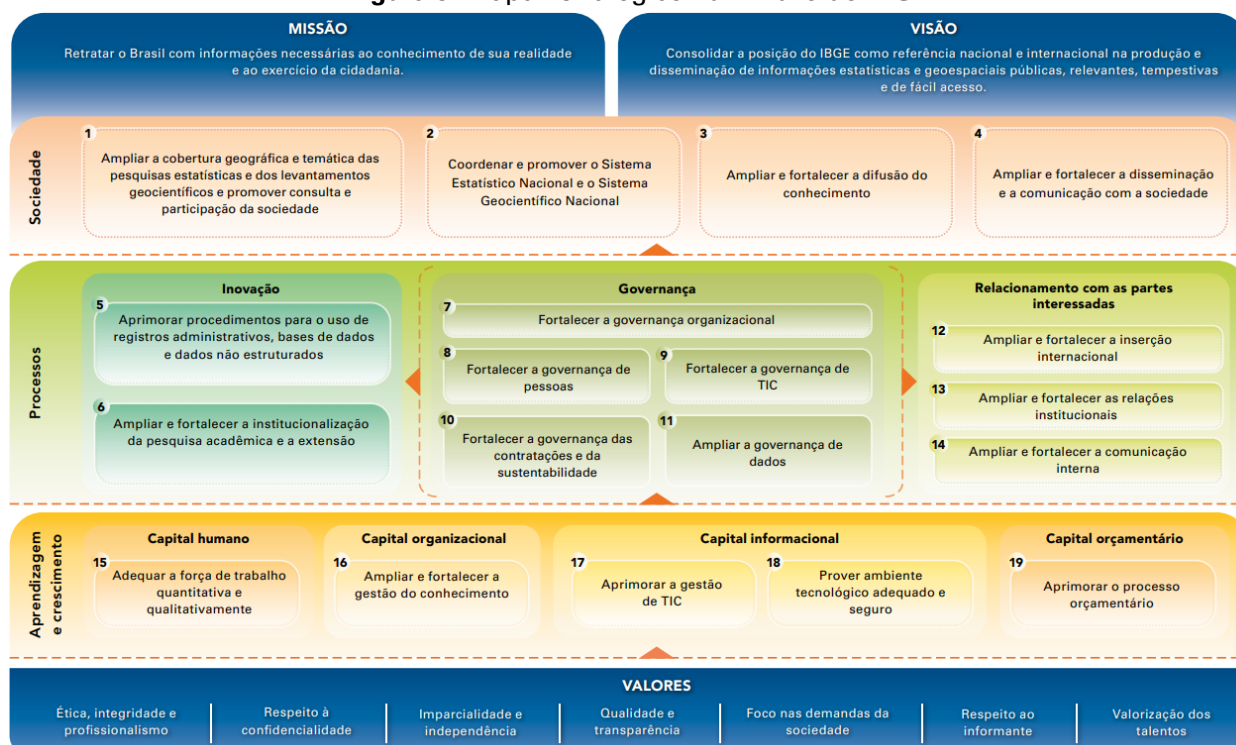 MISSÃO
Retratar o Brasil com informações necessárias ao conhecimento de sua realidade
e ao exercício da cidadania.
VISÃO
Consolidar a posição do IBGE como referência nacional e internacional na produção e
disseminação de informações estatísticas e geoespaciais públicas, relevantes, tempestivas
e de fácil acesso.
Sociedade
1
Ampliar a cobertura geográfica e temática das
pesquisas estatísticas e dos levantamentos
geocientíficos e promover consulta e
participação da sociedade
2
Coordenar e promover o Sistema
Estatístico Nacional e o Sistema
Geocientífico Nacional
3
Ampliar e fortalecer a difusão do
conhecimento
4
Ampliar e fortalecer a disseminação
e a comunicação com a sociedade
Processos
Inovação
5
Aprimorar procedimentos para o uso de
registros administrativos, bases de dados
e dados não estruturados
6
Ampliar e fortalecer a institucionalização
da pesquisa acadêmica e a extensão
Governança
7
Fortalecer a governança organizacional
8
Fortalecer a governança de
pessoas
9
Fortalecer a governança de
TIC
10
Fortalecer a governança das
contratações e da
sustentabilidade
11
Ampliar a governança de
dados
Relacionamento com as partes
interessadas
12
Ampliar e fortalecer a inserção
internacional
13
Ampliar e fortalecer as relações
institucionais
14
Ampliar e fortalecer a comunicação
interna
Aprendizagem
e crescimento
Capital humano
15
Adequar a força de trabalho
quantitativa e
qualitativamente
Capital organizacional
16
Ampliar e fortalecer a
gestão do conhecimento
Capital informacional
17
Aprimorar a gestão
de TIC
18
Prover ambiente
tecnológico adequado e
seguro
Capital orçamentário
19
Aprimorar o processo
orçamentário
VALORES
Ética, integridade e
profissionalismo
Respeito à
confidencialidade
Imparcialidade e
independência
Qualidade e
transparência
Foco nas demandas da
sociedade
Respeito ao
informante
Valorização dos
talentos